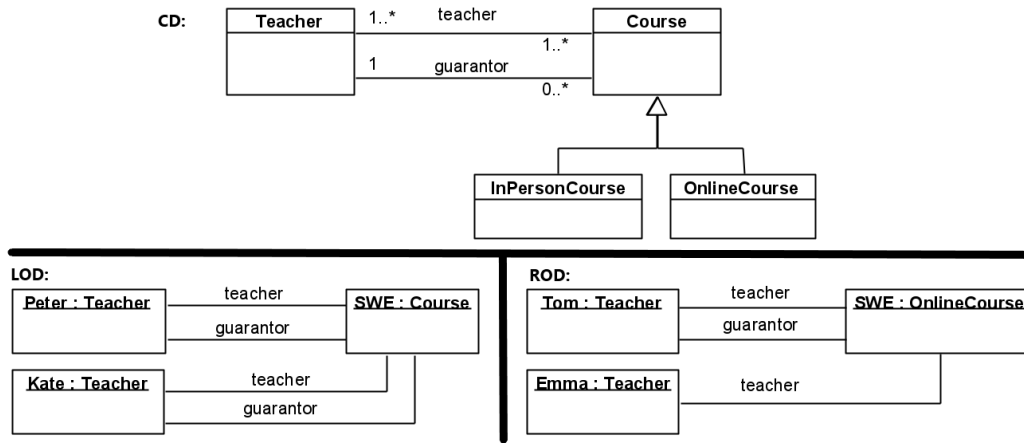 CD:
Teacher
1..*
teacher
1..*
Course
1
guarantor
0..*
InPersonCourse
OnlineCourse
LOD:
Peter : Teacher
teacher
guarantor
SWE : Course
Kate : Teacher
teacher
guarantor
ROD:
Tom : Teacher
teacher
guarantor
SWE : OnlineCourse
Emma : Teacher
teacher